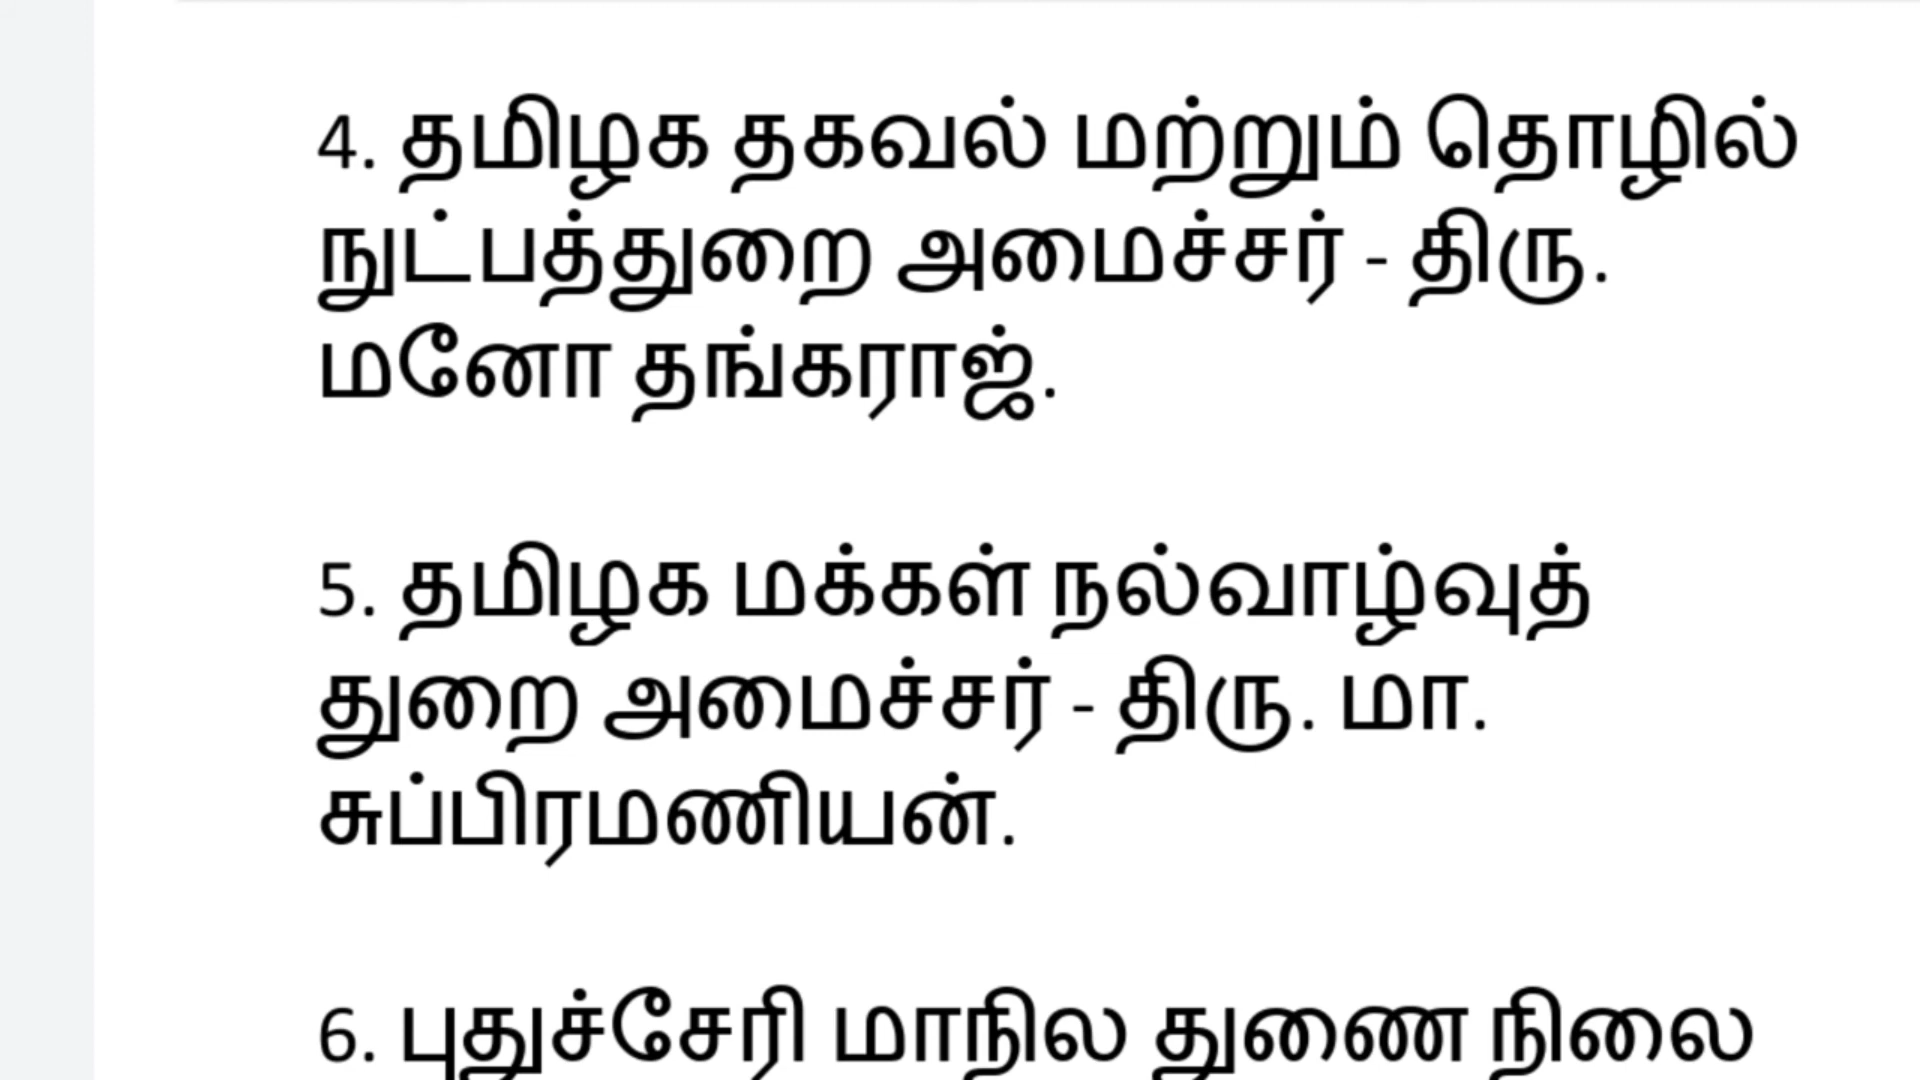 4. தமிழக தகவல் மற்றும் தொழில்
நுட்பத்துறை அமைச்சர் - திரு.
மனோ தங்கராஜ்.
5. தமிழக மக்கள் நல்வாழ்வுத்
துறை அமைச்சர் - திரு. மா.
சுப்பிரமணியன்.
6. புதுச்சேரி மாநில துணை நிலை